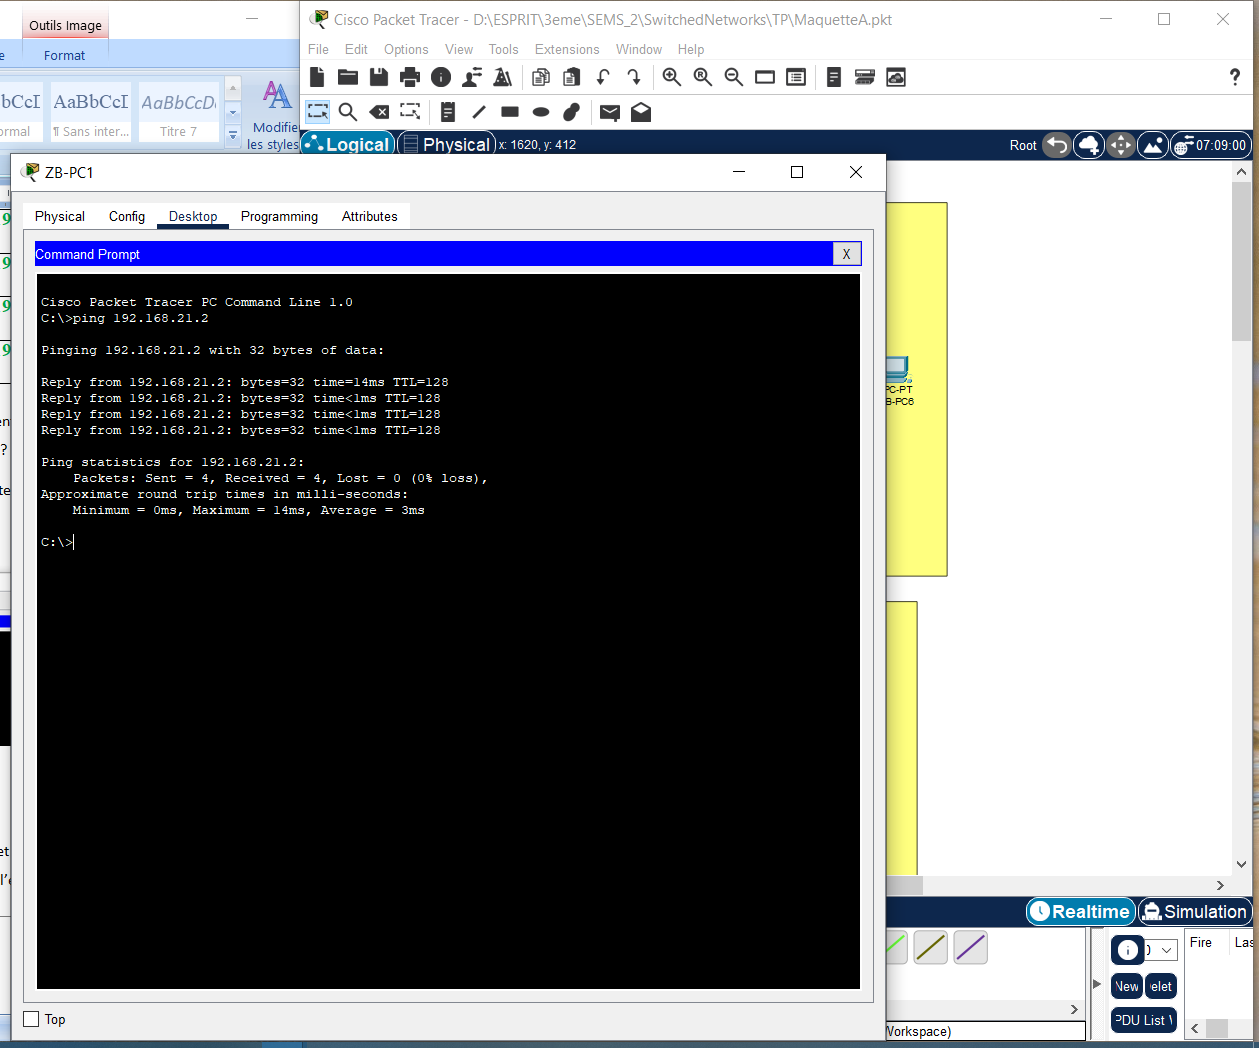 Outils Image
Format
Cisco Packet Tracer - D:\ESPRIT\3eme\SEMS_2\SwitchedNetworks\TP\MaquetteA.pkt
File Edit Options View Tools Extensions Window Help
AaBbCcI AaBbCcD
¶ Sans inter... Titre 7
Modifie
les styles
Logical Physical x: 1620, y: 412
Root 07:09:00
ZB-PC1
Physical Config Desktop Programming Attributes
Command Prompt X
Cisco Packet Tracer PC Command Line 1.0
C:\>ping 192.168.21.2
Pinging 192.168.21.2 with 32 bytes of data:
Reply from 192.168.21.2: bytes=32 time=14ms TTL=128
Reply from 192.168.21.2: bytes=32 time<1ms TTL=128
Reply from 192.168.21.2: bytes=32 time<1ms TTL=128
Reply from 192.168.21.2: bytes=32 time<1ms TTL=128
Ping statistics for 192.168.21.2:
Packets: Sent = 4, Received = 4, Lost = 0 (0% loss),
Approximate round trip times in milli-seconds:
Minimum = 0ms, Maximum = 14ms, Average = 3ms
C:\>
PC-PT
B-PC6
Realtime Simulation
Fire Las
New elet
PDU List
Workspace)
Top